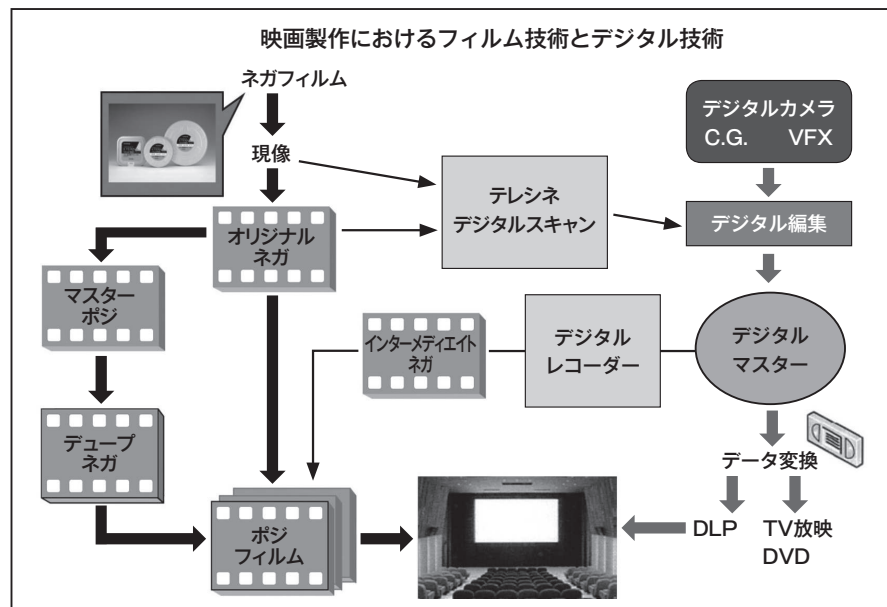 映画製作におけるフィルム技術とデジタル技術
ネガフィルム
現像
オリジナル
ネガ
マスター
ポジ
デュープ
ネガ
テレシネ
デジタルスキャン
デジタルカメラ
C.G. VFX
デジタル編集
デジタル
マスター
デジタル
レコーダー
インターメディエイト
ネガ
ポジ
フィルム
データ変換
DLP
TV放映
DVD